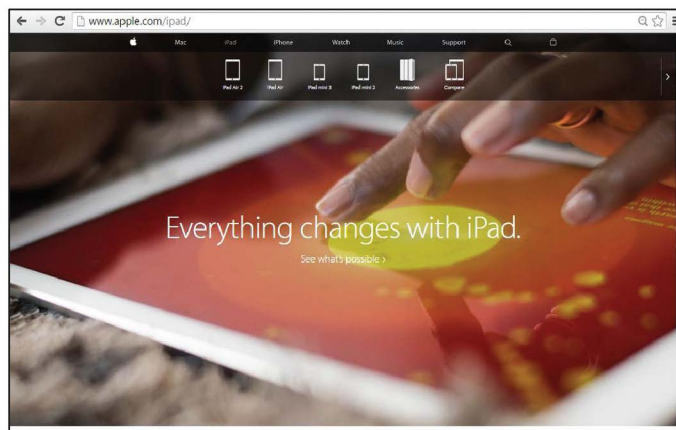 www.apple.com/ipad/
Mac iPad iPhone Watch Music Support
iPad Air 2 iPad Air iPad mini 3 iPad mini 2 Accessories Compare
Everything changes with iPad.
See what's possible >